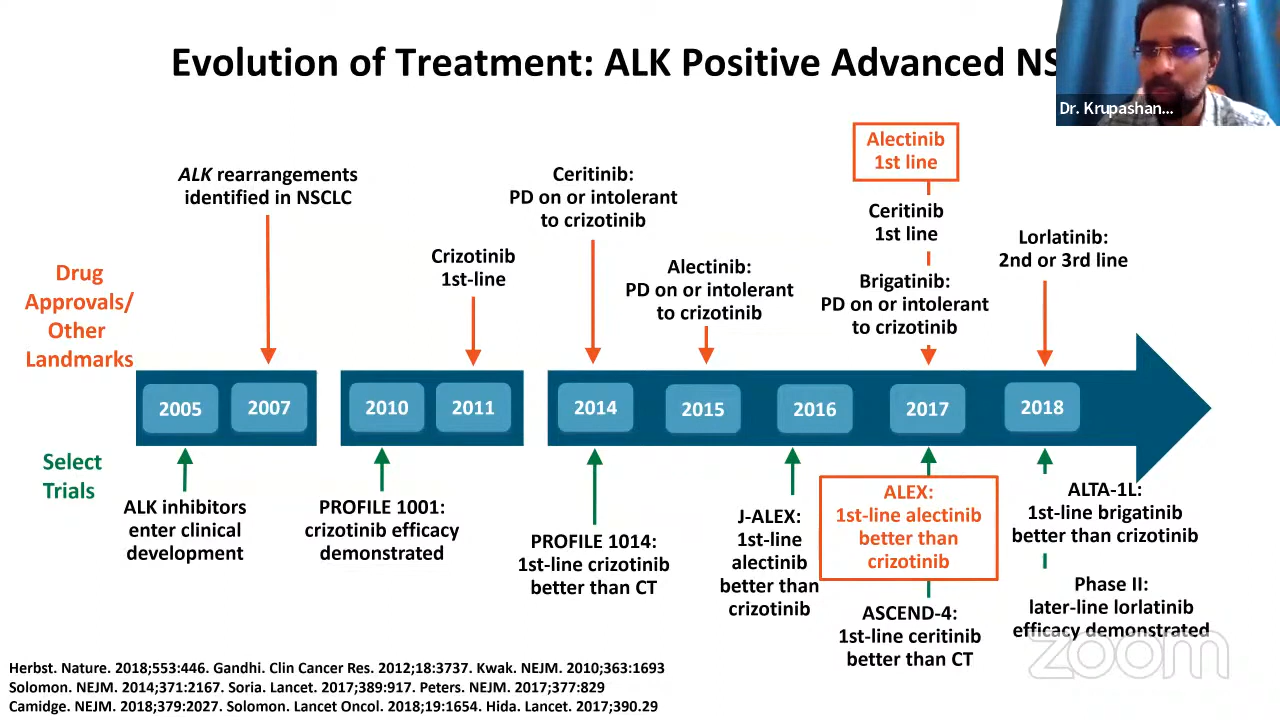 Evolution of Treatment: ALK Positive Advanced
Dr. Krupashan...
Alectinib
1st line
ALK rearrangements
identified in NSCLC
Ceritinib:
PD on or intolerant
to crizotinib
Ceritinib
1st line
Crizotinib
1st-line
Alectinib:
PD on or intolerant
to crizotinib
Brigatinib:
PD on or intolerant
to crizotinib
Lorlatinib:
2nd or 3rd line
Drug
Approvals/
Other
Landmarks
2005
2007
2010
2011
2014
2015
2016
2017
2018
Select
Trials
ALK inhibitors
enter clinical
development
PROFILE 1001:
crizotinib efficacy
demonstrated
PROFILE 1014:
1st-line crizotinib
better than CT
J-ALEX:
1st-line
alectinib
better than
crizotinib
ALEX:
1st-line alectinib
better than
crizotinib
ASCEND-4:
1st-line ceritinib
better than CT
ALTA-1L:
1st-line brigatinib
better than crizotinib
Phase II:
later-line lorlatinib
efficacy demonstrated
zoom
Herbst. Nature. 2018;553:446. Gandhi. Clin Cancer Res. 2012;18:3737. Kwak. NEJM. 2010;363:1693
Solomon. NEJM. 2014;371:2167. Soria. Lancet. 2017;389:917. Peters. NEJM. 2017;377:829
Camidge. NEJM. 2018;379:2027. Solomon. Lancet Oncol. 2018;19:1654. Hida. Lancet. 2017;390.29